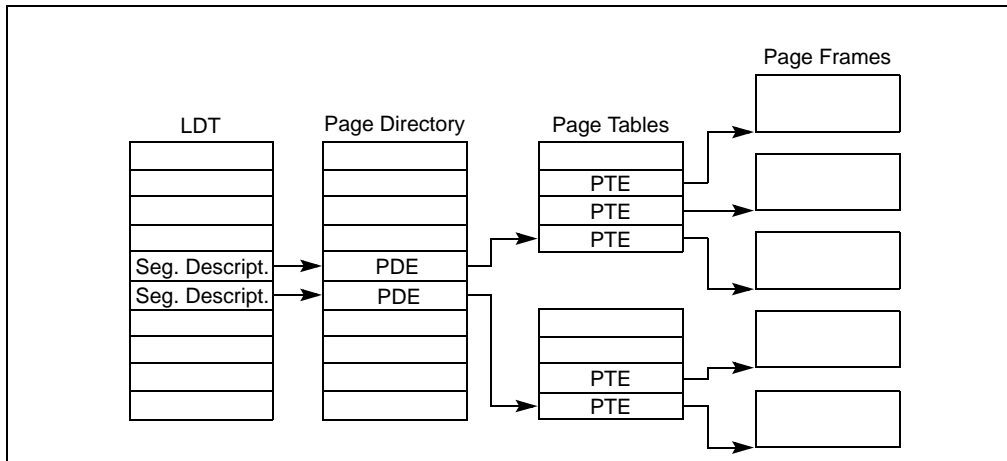 Page Frames
LDT
Page Directory
Page Tables
PTE
PTE
PTE
Seg. Descript.
PDE
Seg. Descript.
PDE
PTE
PTE